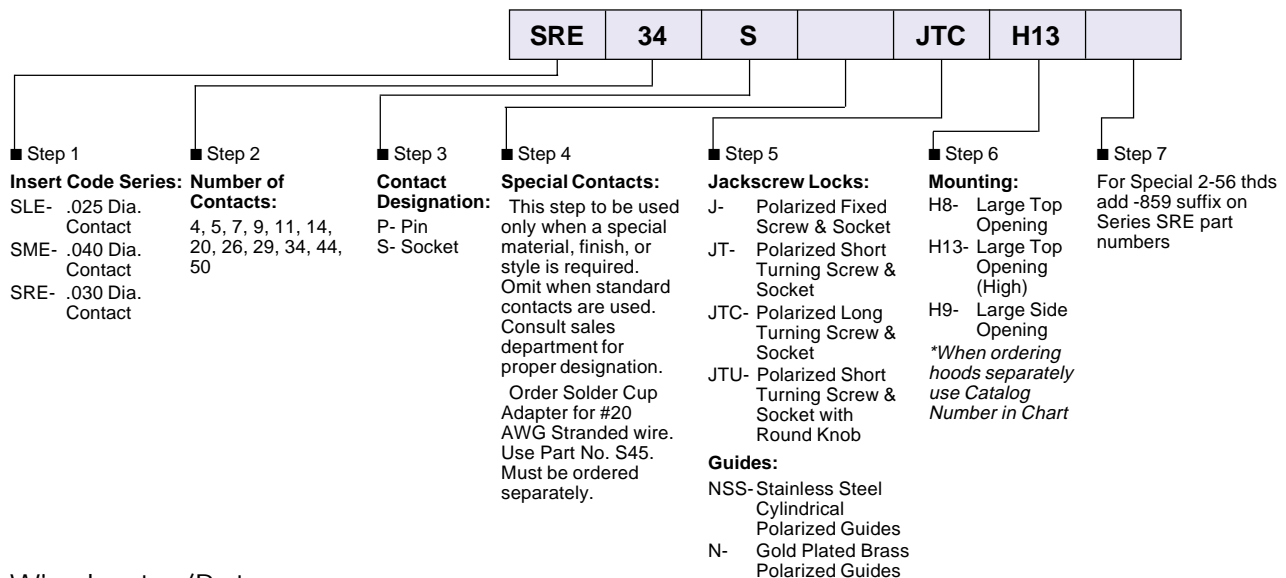 SRE 34 S JTC H13
■ Step 1
Insert Code Series:
SLE- .025 Dia.
Contact
SME- .040 Dia.
Contact
SRE- .030 Dia.
Contact
■ Step 2
Number of
Contacts:
4, 5, 7, 9, 11, 14,
20, 26, 29, 34, 44,
50
■ Step 3
Contact
Designation:
P- Pin
S- Socket
■ Step 4
Special Contacts:
This step to be used
only when a special
material, finish, or
style is required.
Omit when standard
contacts are used.
Consult sales
department for
proper designation.
Order Solder Cup
Adapter for #20
AWG Stranded wire.
Use Part No. S45.
Must be ordered
separately.
■ Step 5
Jackscrew Locks:
J- Polarized Fixed
Screw & Socket
JT- Polarized Short
Turning Screw &
Socket
JTC- Polarized Long
Turning Screw &
Socket
JTU- Polarized Short
Turning Screw &
Socket with
Round Knob
Guides:
NSS- Stainless Steel
Cylindrical
Polarized Guides
N- Gold Plated Brass
Polarized Guides
■ Step 6
Mounting:
H8- Large Top
Opening
H13- Large Top
Opening
(High)
H9- Large Side
Opening
*When ordering
hoods separately
use Catalog
Number in Chart
■ Step 7
For Special 2-56 thds
add -859 suffix on
Series SRE part
numbers